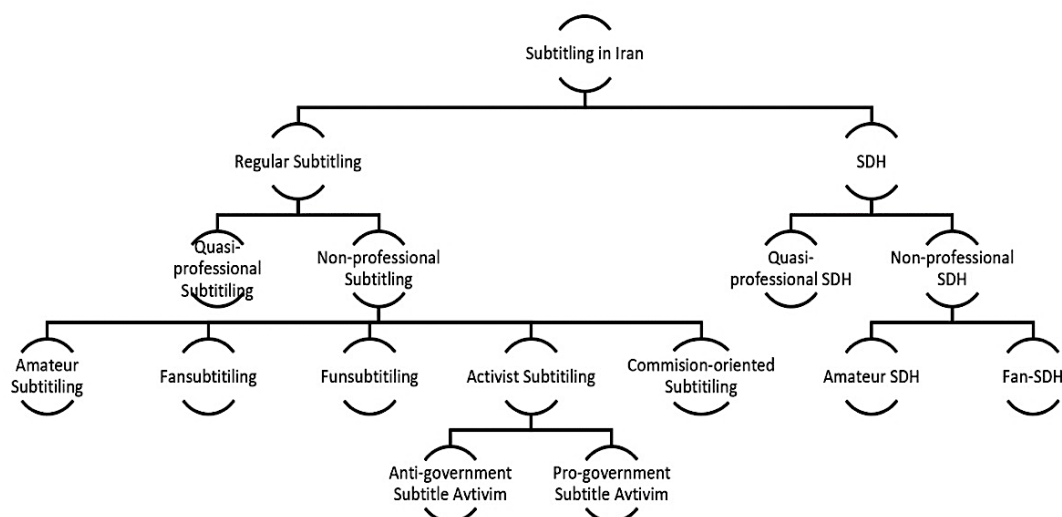 Subtitling in Iran
Regular Subtitling
SDH
Quasi-
professional
Subtitiling
Non-professional
Subtitling
Quasi-
professional SDH
Non-professional
SDH
Amateur
Subtitiling
Fansubtitiling
Funsubtitiling
Activist Subtitiling
Commision-oriented
Subtitiling
Amateur SDH
Fan-SDH
Anti-government
Subtitle Avtivim
Pro-government
Subtitle Avtivim